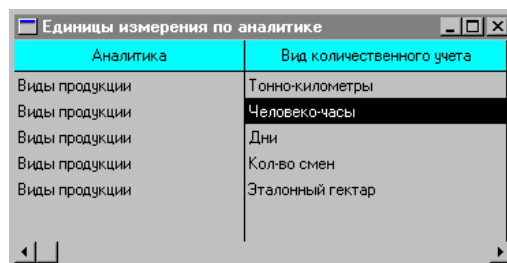 Единицы измерения по аналитике
Аналитика Вид количественного учета
Виды продукции Тонно-километры
Виды продукции Человеко-часы
Виды продукции Дни
Виды продукции Кол-во смен
Виды продукции Эталонный гектар